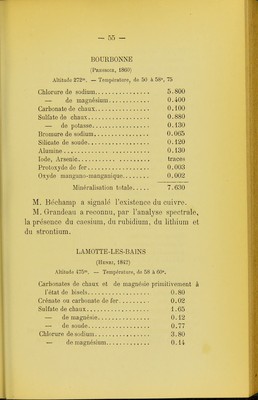 — 55 —
BOURBONNE
(Pressoir, 1860)
Altitude 272m. — Température, de 50 à 58°, 75
Chlorure de sodium............... 5.800
— de magnésium............. 0.400
Carbonate de chaux............... 0.100
Sulfate de chaux................. 0.880
— de potasse................ 0.130
Bromure de sodium................ 0.065
Silicate de soude................ 0.120
Alumine.......................... 0.130
Iode, Arsenic.................... traces
Protoxyde de fer................. 0.003
Oxyde mangano-manganique......... 0.002
Minéralisation totale..... 7.630
M. Béchamp a signalé l'existence du cuivre.
M. Grandeau a reconnu, par l'analyse spectrale,
la présence du caesium, du rubidium, du lithium et
du strontium.
LAMOTTE-LES-BAINS
(Henri, 1842)
Altitude 475m. — Température, de 58 à 60°.
Carbonates de chaux et de magnésie primitivement à
l'état de bisels................. 0.80
Crénate ou carbonate de fer......... 0.02
Sulfate de chaux................. 1.65
— de magnésie............... 0.12
— de soude.................. 0.77
Chlorure de sodium............... 3.80
— de magnésium............. 0.14